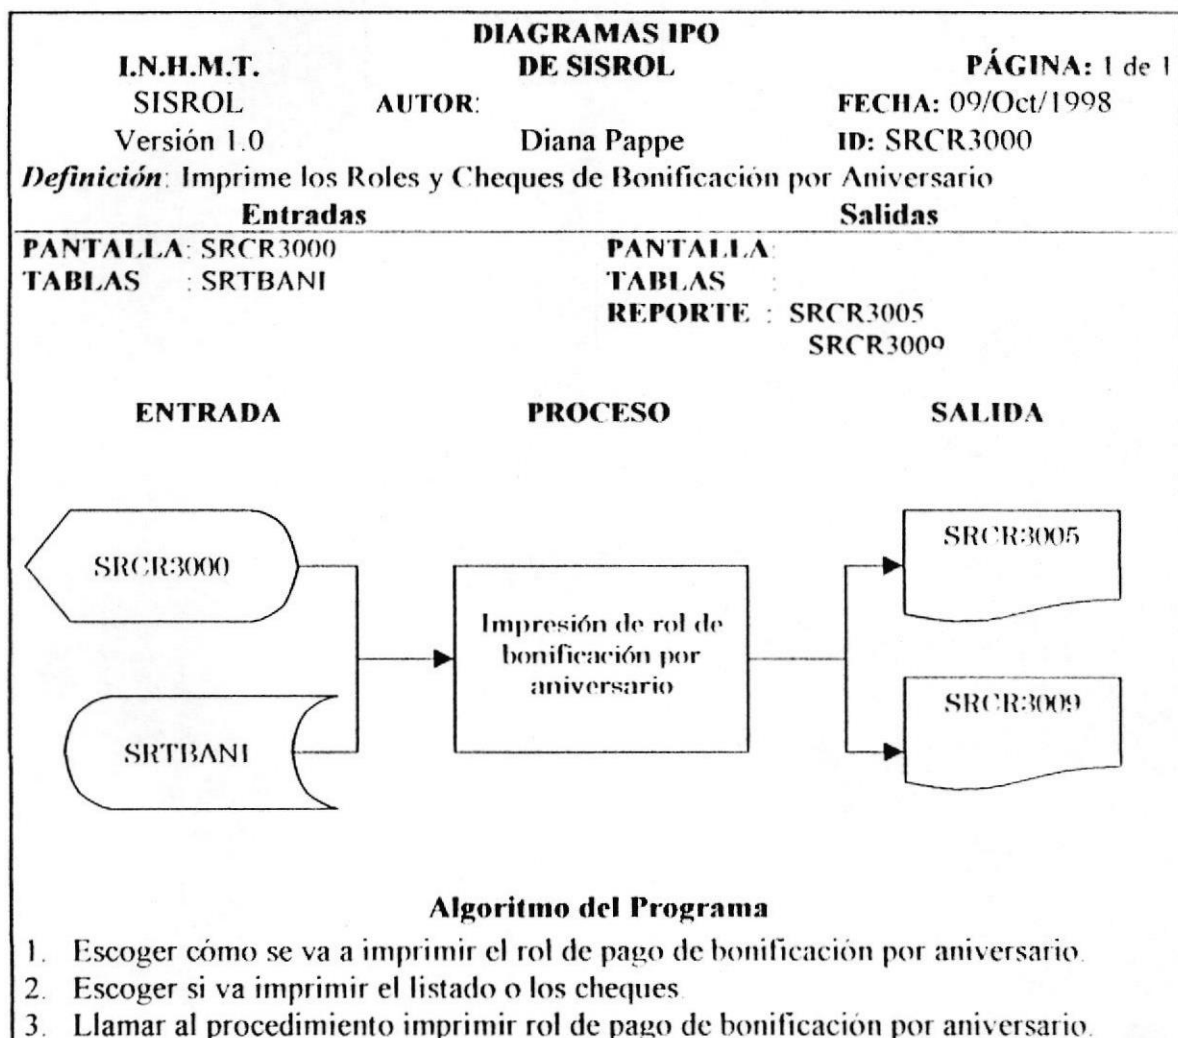 DIAGRAMAS IPO
I.N.H.M.T. DE SISROL PÁGINA: 1 de 1
SISROL AUTOR: FECHA: 09/Oct/1998
Versión 1.0 Diana Pappe ID: SRCR3000
Definición: Imprime los Roles y Cheques de Bonificación por Aniversario
Entradas Salidas
PANTALLA: SRCR3000 PANTALLA:
TABLAS : SRTBANI TABLAS :
REPORTE : SRCR3005
SRCR3009
ENTRADA PROCESO SALIDA
SRCR3000
SRTBANI
Impresión de rol de
bonificación por
aniversario
SRCR3005
SRCR3009
Algoritmo del Programa
1. Escoger cómo se va a imprimir el rol de pago de bonificación por aniversario.
2. Escoger si va imprimir el listado o los cheques.
3. Llamar al procedimiento imprimir rol de pago de bonificación por aniversario.